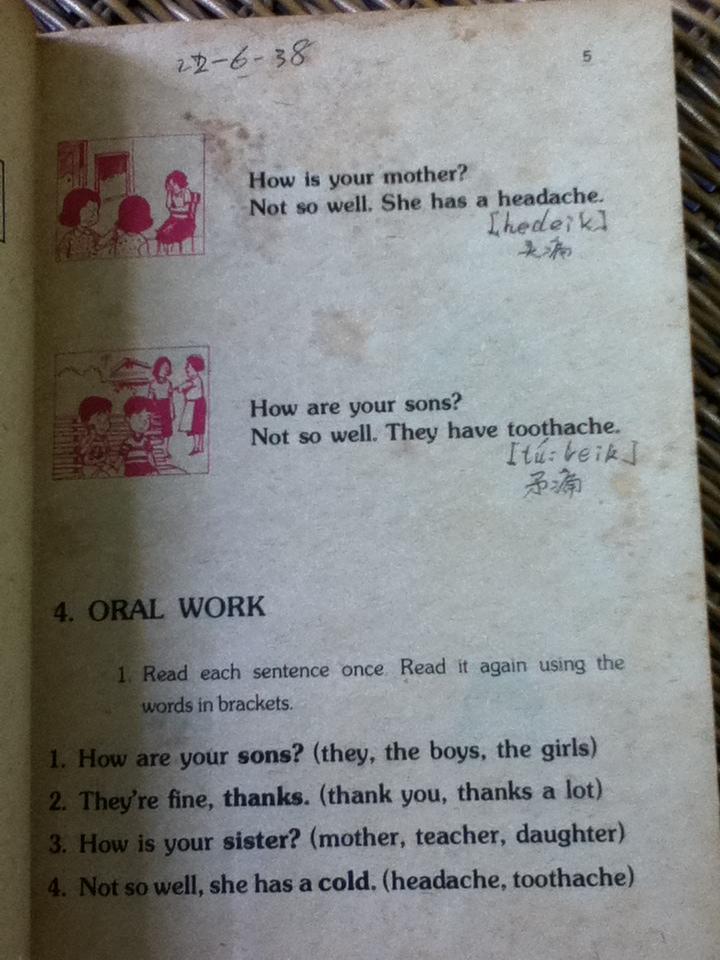 22-6-38
5
How is your mother?
Not so well. She has a headache.
[hedeik]
头痛
How are your sons?
Not so well. They have toothache.
[tú:θeik]
牙痛
4. ORAL WORK
1. Read each sentence once. Read it again using the
words in brackets.
1. How are your sons? (they, the boys, the girls)
2. They're fine, thanks. (thank you, thanks a lot)
3. How is your sister? (mother, teacher, daughter)
4. Not so well, she has a cold. (headache, toothache)